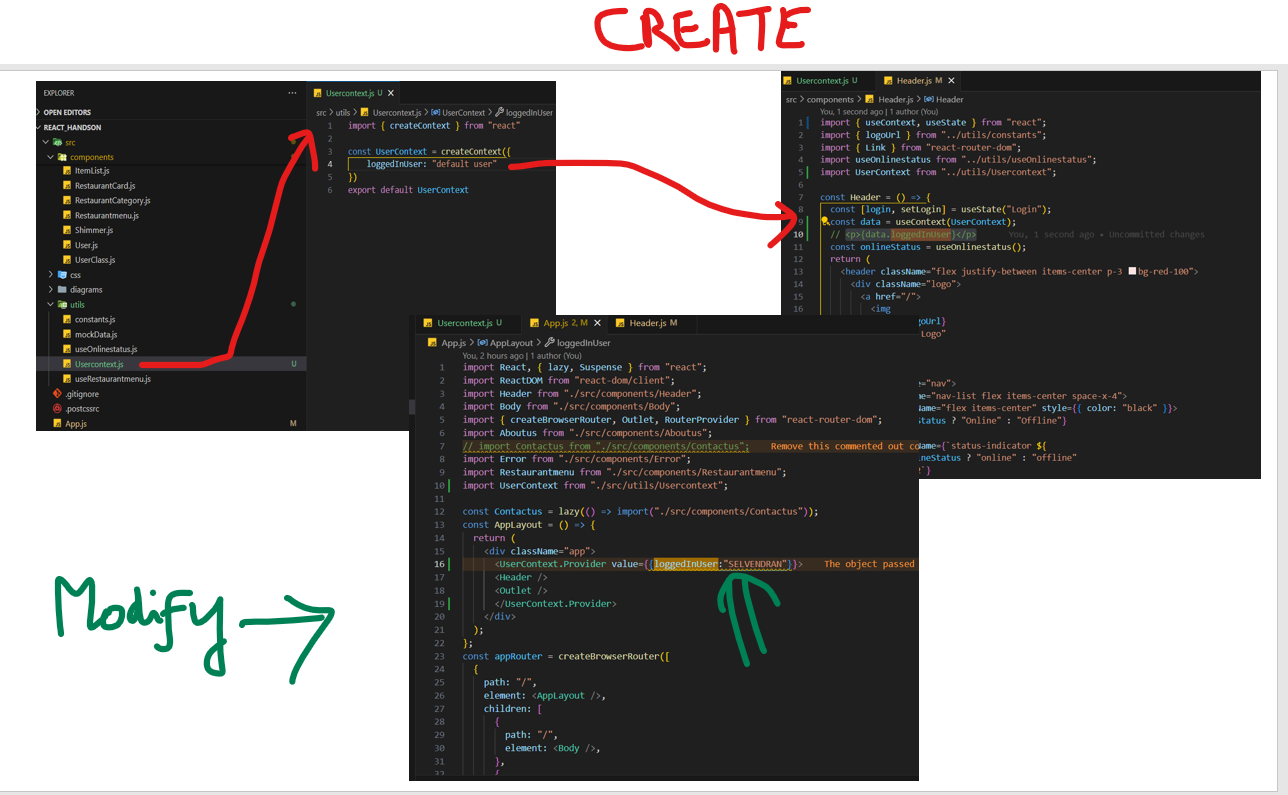 CREATE
EXPLORER
...
OPEN EDITORS
REACT_HANDSON
src
components
ItemList.js
RestaurantCard.js
RestaurantCategory.js
Restaurantmenu.js
Shimmer.js
User.js
UserClass.js
css
diagrams
utils
constants.js
mockData.js
useOnlinestatus.js
Usercontext.js U
useRestaurantmenu.js
.gitignore
.postcssrc
App.js M
Usercontext.js U
src > utils > Usercontext.js > UserContext > loggedInUser
1 import { createContext } from "react"
2
3 const UserContext = createContext({
4 loggedInUser: "default user"
5 })
6 export default UserContext
Usercontext.js U Header.js M
src > components > Header.js > Header
You, 1 second ago | 1 author (You)
1 import { useContext, useState } from "react";
2 import { logoUrl } from "../utils/constants";
3 import { Link } from "react-router-dom";
4 import useOnlinestatus from "../utils/useOnlinestatus";
5 import UserContext from "../utils/Usercontext";
6
7 const Header = () => {
8 const [login, setLogin] = useState("Login");
9 const data = useContext(UserContext);
10 // <p>{data.loggedInUser}</p> You, 1 second ago • Uncommitted changes
11 const onlineStatus = useOnlinestatus();
12 return (
13 <header className="flex justify-between items-center p-3 bg-red-100">
14 <div className="logo">
15 <a href="/">
16 <img
oUrl}
Logo"
="nav">
me="nav-list flex items-center space-x-4">
Name="flex items-center" style={{ color: "black" }}>
Status ? "Online" : "Offline"}
Name={`status-indicator ${
ineStatus ? "online" : "offline"
`}
Usercontext.js U App.js 2, M Header.js M
App.js > AppLayout > loggedInUser
You, 2 hours ago | 1 author (You)
1 import React, { lazy, Suspense } from "react";
2 import ReactDOM from "react-dom/client";
3 import Header from "./src/components/Header";
4 import Body from "./src/components/Body";
5 import { createBrowserRouter, Outlet, RouterProvider } from "react-router-dom";
6 import Aboutus from "./src/components/Aboutus";
7 // import Contactus from "./src/components/Contactus"; Remove this commented out co
8 import Error from "./src/components/Error";
9 import Restaurantmenu from "./src/components/Restaurantmenu";
10 import UserContext from "./src/utils/Usercontext";
11
12 const Contactus = lazy(() => import("./src/components/Contactus"));
13 const AppLayout = () => {
14 return (
15 <div className="app">
16 <UserContext.Provider value={{loggedInUser:"SELVENDRAN"}}> The object passed
17 <Header />
18 <Outlet />
19 </UserContext.Provider>
20 </div>
21 );
22 };
23 const appRouter = createBrowserRouter([
24 {
25 path: "/",
26 element: <AppLayout />,
27 children: [
28 {
29 path: "/",
30 element: <Body />,
31 },
32 {
Modify